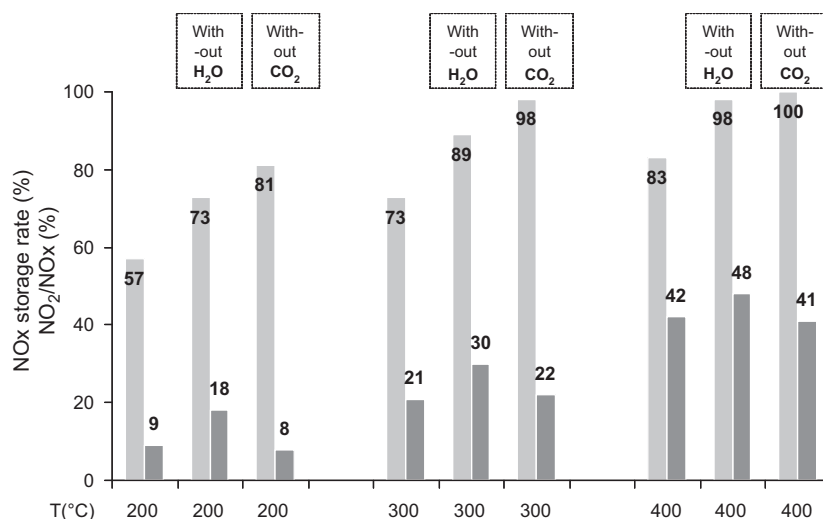 With -out H₂O
With- out CO₂
With -out H₂O
With- out CO₂
With -out H₂O
With- out CO₂
NOx storage rate (%)
NO₂/NOx (%)
100
80
60
40
20
0
57
9
73
18
81
8
73
21
89
30
98
22
83
42
98
48
100
41
T(°C) 200 200 200 300 300 300 400 400 400